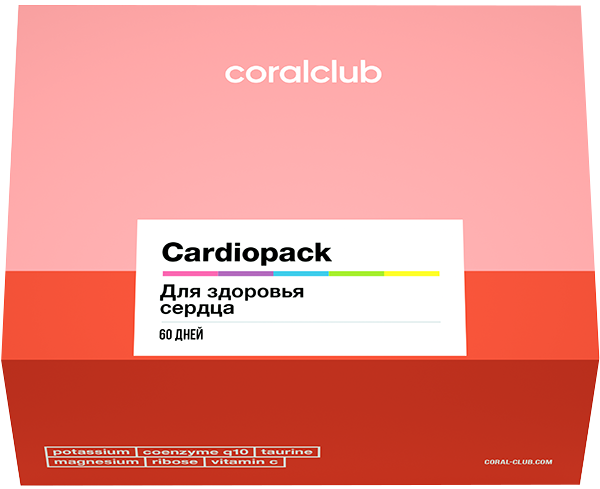 coralclub
Cardiopack
Для здоровья
сердца
60 ДНЕЙ
potassium coenzyme q10 taurine
magnesium ribose vitamin c
CORAL-CLUB.COM